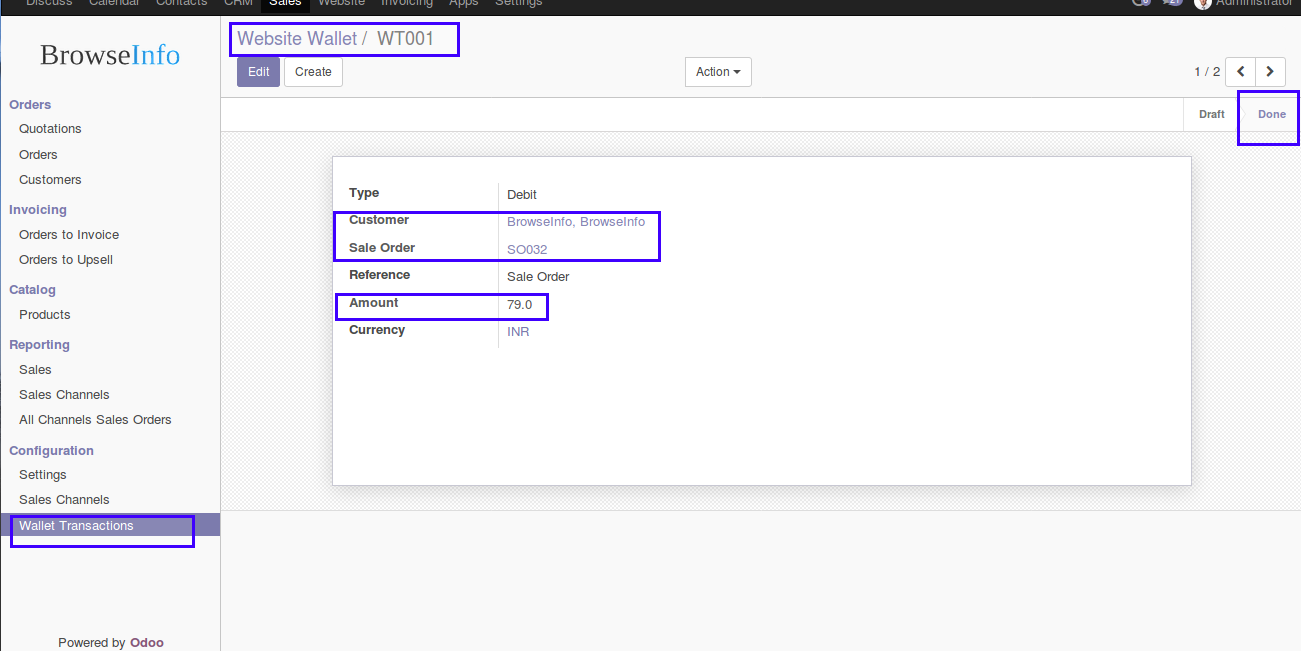 Discuss Calendar Contacts CRM Sales Website Invoicing Apps Settings Administrator
BrowseInfo
Website Wallet / WT001
Edit Create Action 1 / 2
Draft Done
Orders
Quotations
Orders
Customers
Invoicing
Orders to Invoice
Orders to Upsell
Catalog
Products
Reporting
Sales
Sales Channels
All Channels Sales Orders
Configuration
Settings
Sales Channels
Wallet Transactions
Powered by Odoo
Type Debit
Customer BrowseInfo, BrowseInfo
Sale Order SO032
Reference Sale Order
Amount 79.0
Currency INR